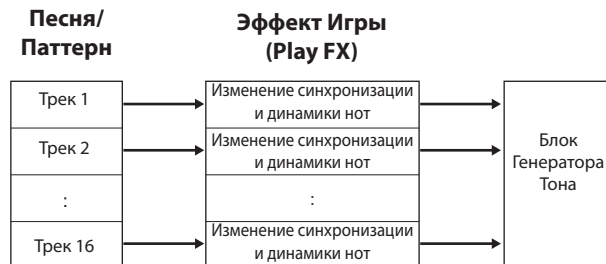 Песня/
Паттерн
Эффект Игры
(Play FX)
Трек 1
Изменение синхронизации
и динамики нот
Трек 2
Изменение синхронизации
и динамики нот
Блок
Генератора
Тона
:
:
Трек 16
Изменение синхронизации
и динамики нот